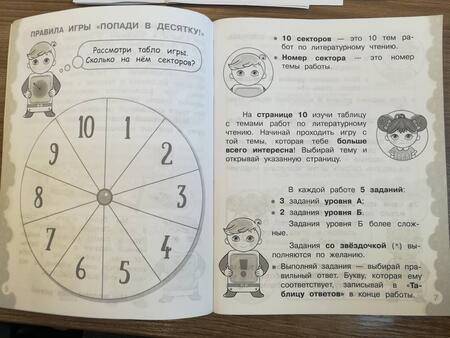 ПРАВИЛА ИГРЫ «ПОПАДИ В ДЕСЯТКУ!»
Рассмотри табло игры.
Сколько на нём секторов?
10
1
9
2
8
3
7
4
6
5
10 секторов — это 10 тем ра-
бот по литературному чтению.
Номер сектора — это номер
темы работы.
На странице 10 изучи таблицу
с темами работ по литературному
чтению. Начинай проходить игру с
той темы, которая тебе больше
всего интересна! Выбирай тему и
открывай указанную страницу.
В каждой работе 5 заданий:
3 задания уровня А;
2 задания уровня Б.
Задания уровня Б более слож-
ные.
Задания со звёздочкой (*) вы-
полняются по желанию.
Выполняй задания — выбирай пра-
вильный ответ. Букву, которая ему
соответствует, записывай в «Та-
блицу ответов» в конце работы.
7